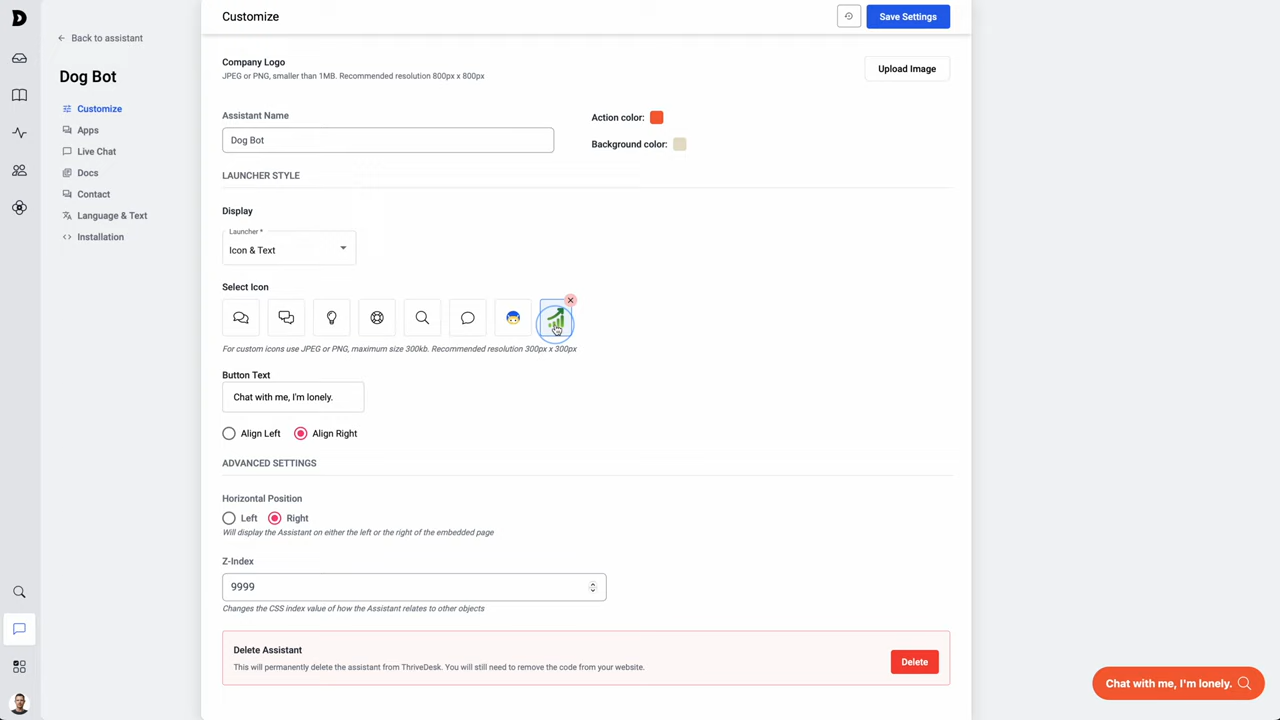 Customize
Save Settings
Back to assistant
Dog Bot
Customize
Apps
Live Chat
Docs
Contact
Language & Text
Installation
Company Logo
JPEG or PNG, smaller than 1MB. Recommended resolution 800px x 800px
Upload Image
Assistant Name
Dog Bot
Action color:
Background color:
LAUNCHER STYLE
Display
Launcher *
Icon & Text
Select Icon
For custom icons use JPEG or PNG, maximum size 300kb. Recommended resolution 300px x 300px
Button Text
Chat with me, I'm lonely.
Align Left
Align Right
ADVANCED SETTINGS
Horizontal Position
Left
Right
Will display the Assistant on either the left or the right of the embedded page
Z-Index
9999
Changes the CSS index value of how the Assistant relates to other objects
Delete Assistant
This will permanently delete the assistant from ThriveDesk. You will still need to remove the code from your website.
Delete
Chat with me, I'm lonely.